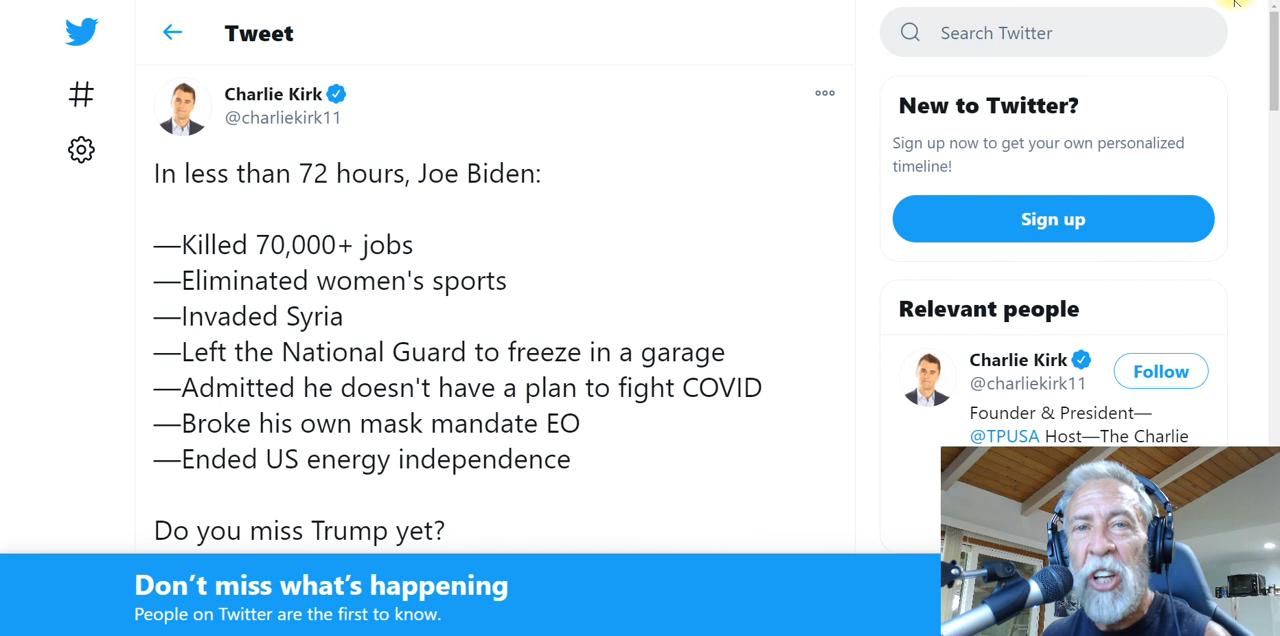 Tweet
Search Twitter
Charlie Kirk
@charliekirk11
In less than 72 hours, Joe Biden:
—Killed 70,000+ jobs
—Eliminated women's sports
—Invaded Syria
—Left the National Guard to freeze in a garage
—Admitted he doesn't have a plan to fight COVID
—Broke his own mask mandate EO
—Ended US energy independence
Do you miss Trump yet?
New to Twitter?
Sign up now to get your own personalized
timeline!
Sign up
Relevant people
Charlie Kirk
@charliekirk11
Follow
Founder & President—
@TPUSA Host—The Charlie
Don’t miss what’s happening
People on Twitter are the first to know.